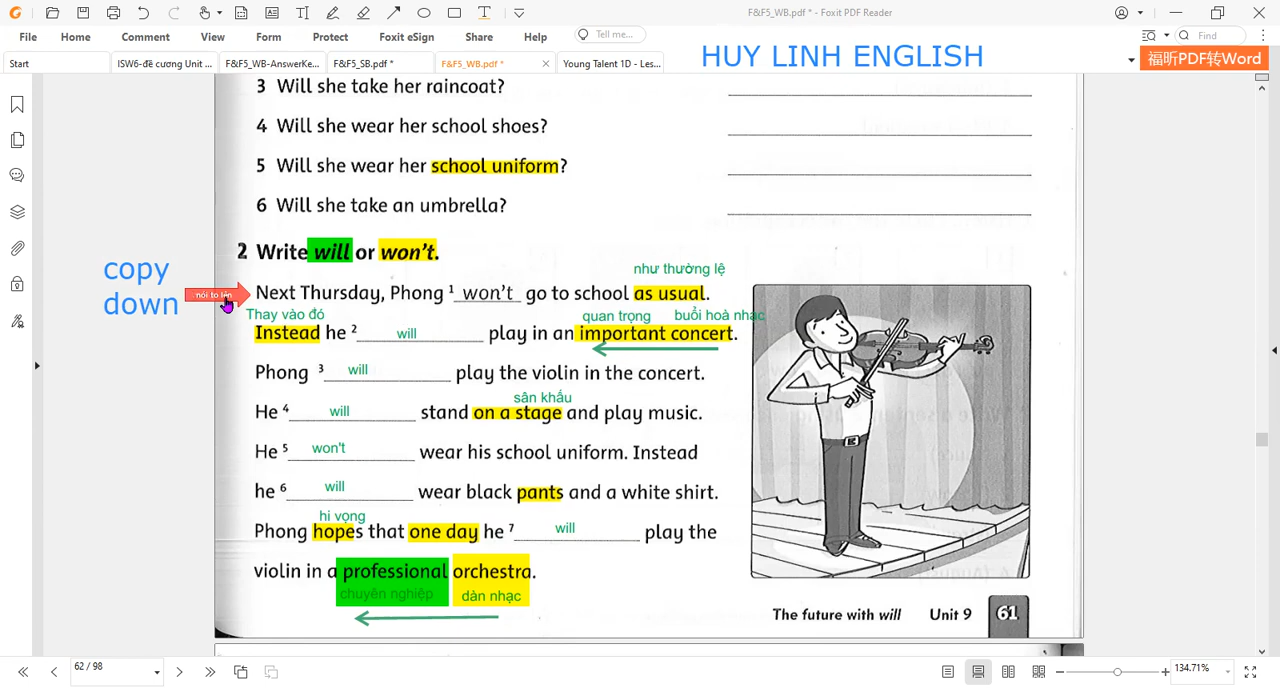 F&F5_WB.pdf * - Foxit PDF Reader
File Home Comment View Form Protect Foxit eSign Share Help Tell me... Find
Start ISW6-đề cương Unit ... F&F5_WB-AnswerKe... F&F5_SB.pdf * F&F5_WB.pdf * Young Talent 1D - Les...
HUY LINH ENGLISH
福昕PDF转Word
3 Will she take her raincoat?
4 Will she wear her school shoes?
5 Will she wear her school uniform?
6 Will she take an umbrella?
2 Write will or won't.
copy
down
nói to lên
như thường lệ
Next Thursday, Phong ¹ won't go to school as usual.
Thay vào đó quan trọng buổi hoà nhạc
Instead he ² will play in an important concert.
Phong ³ will play the violin in the concert.
sân khấu
He ⁴ will stand on a stage and play music.
He ⁵ won't wear his school uniform. Instead
he ⁶ will wear black pants and a white shirt.
hi vọng
Phong hopes that one day he ⁷ will play the
violin in a professional orchestra.
chuyên nghiệp dàn nhạc
The future with will Unit 9 61
62 / 98
134.71%